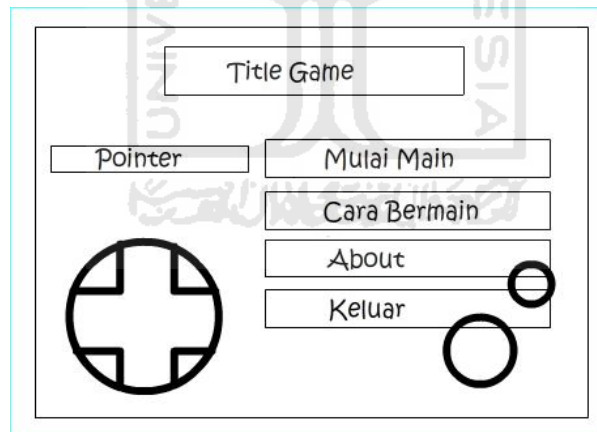 Title Game
Pointer
Mulai Main
Cara Bermain
About
Keluar